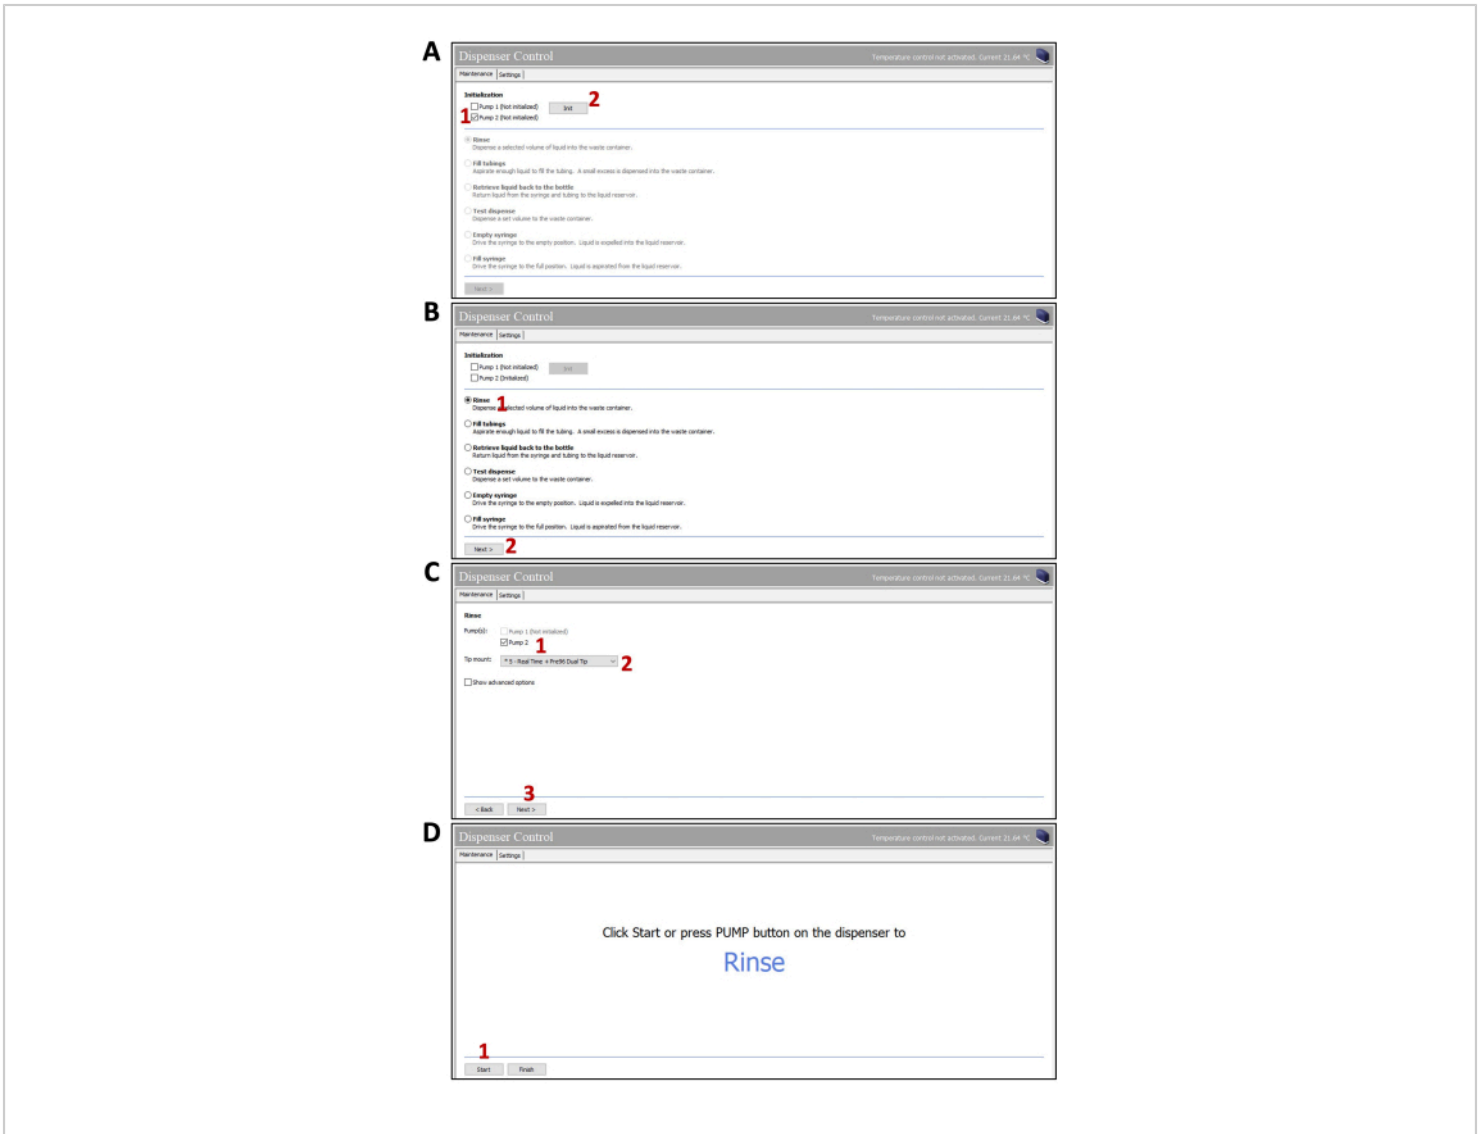 A
Dispenser Control
Temperature control not activated. Current 21.64 °C
Maintenance
Settings
Initialization
Pump 1 (Not initialized)
Init
2
1
Pump 2 (Not initialized)
Rinse
Dispense a selected volume of liquid into the waste container.
Fill tubings
Aspirate enough liquid to fill the tubing. A small excess is dispensed into the waste container.
Retrieve liquid back to the bottle
Return liquid from the syringe and tubing to the liquid reservoir.
Test dispense
Dispense a set volume to the waste container.
Empty syringe
Drive the syringe to the empty position. Liquid is expelled into the liquid reservoir.
Fill syringe
Drive the syringe to the full position. Liquid is aspirated from the liquid reservoir.
Next >
B
Dispenser Control
Temperature control not activated. Current 21.64 °C
Maintenance
Settings
Initialization
Pump 1 (Not initialized)
Init
Pump 2 (Initialized)
Rinse
1
Dispense a selected volume of liquid into the waste container.
Fill tubings
Aspirate enough liquid to fill the tubing. A small excess is dispensed into the waste container.
Retrieve liquid back to the bottle
Return liquid from the syringe and tubing to the liquid reservoir.
Test dispense
Dispense a set volume to the waste container.
Empty syringe
Drive the syringe to the empty position. Liquid is expelled into the liquid reservoir.
Fill syringe
Drive the syringe to the full position. Liquid is aspirated from the liquid reservoir.
Next >
2
C
Dispenser Control
Temperature control not activated. Current 21.64 °C
Maintenance
Settings
Rinse
Pump(s):
Pump 1 (Not initialized)
Pump 2
1
Tip mount:
* 5 - Real Time + Pre96 Dual Tip
2
Show advanced options
3
< Back
Next >
D
Dispenser Control
Temperature control not activated. Current 21.64 °C
Maintenance
Settings
Click Start or press PUMP button on the dispenser to
Rinse
1
Start
Finish